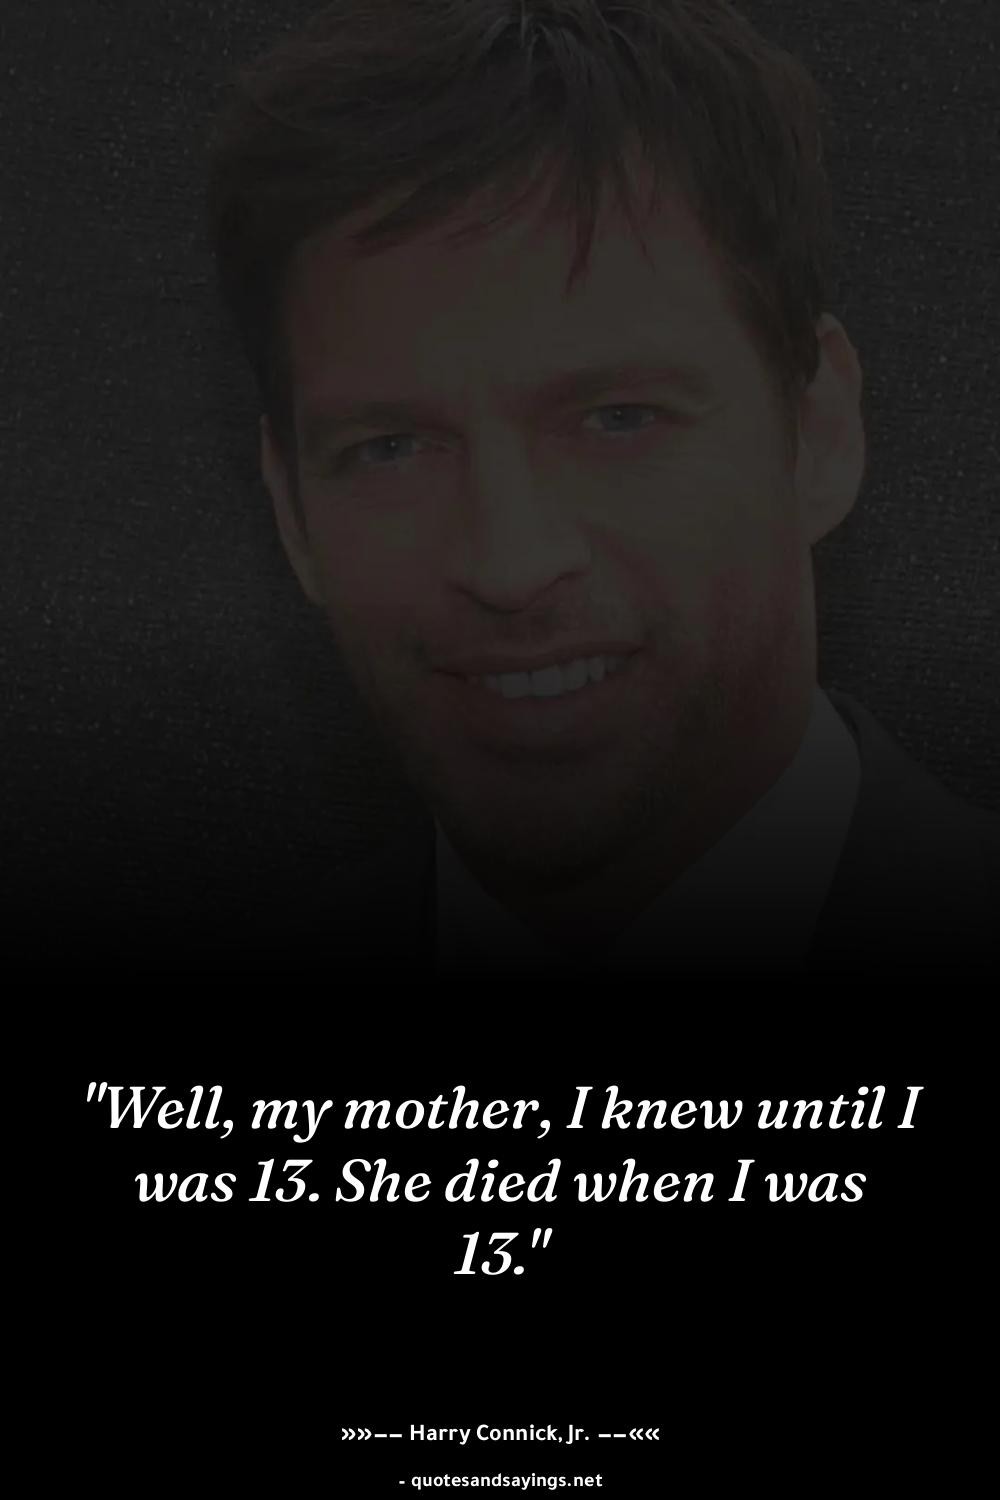 "Well, my mother, I knew until I
was 13. She died when I was
13."
»»−− Harry Connick, Jr. −−««
- quotesandsayings.net